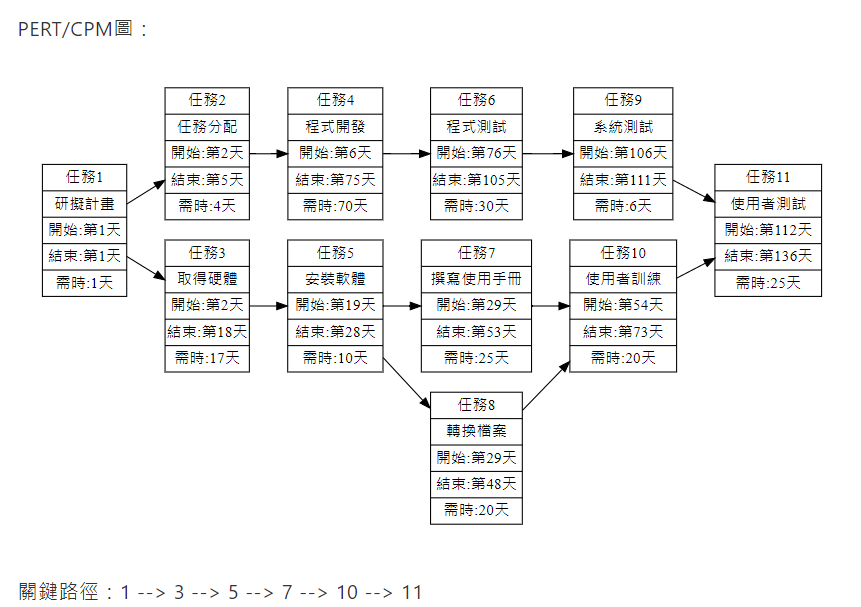 PERT/CPM圖：
任務1
研擬計畫
開始:第1天
結束:第1天
需時:1天
任務2
任務分配
開始:第2天
結束:第5天
需時:4天
任務4
程式開發
開始:第6天
結束:第75天
需時:70天
任務6
程式測試
開始:第76天
結束:第105天
需時:30天
任務9
系統測試
開始:第106天
結束:第111天
需時:6天
任務3
取得硬體
開始:第2天
結束:第18天
需時:17天
任務5
安裝軟體
開始:第19天
結束:第28天
需時:10天
任務7
撰寫使用手冊
開始:第29天
結束:第53天
需時:25天
任務10
使用者訓練
開始:第54天
結束:第73天
需時:20天
任務8
轉換檔案
開始:第29天
結束:第48天
需時:20天
任務11
使用者測試
開始:第112天
結束:第136天
需時:25天
關鍵路徑：1 --> 3 --> 5 --> 7 --> 10 --> 11